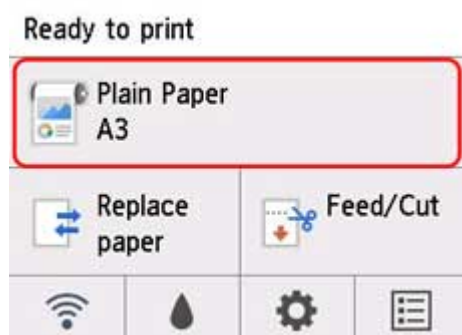 Ready to print
Plain Paper
A3
Replace
paper
Feed/Cut